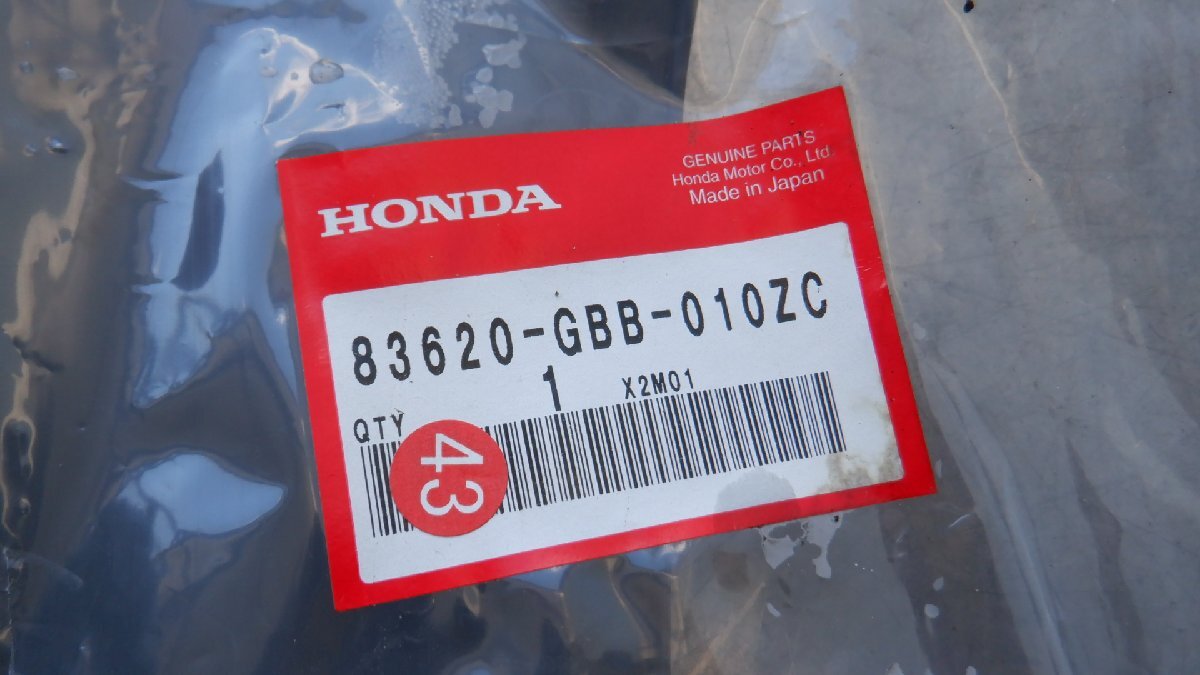 HONDA
GENUINE PARTS
Honda Motor Co., Ltd.
Made in Japan
83620-GBB-010ZC
QTY 1 X2M01
43